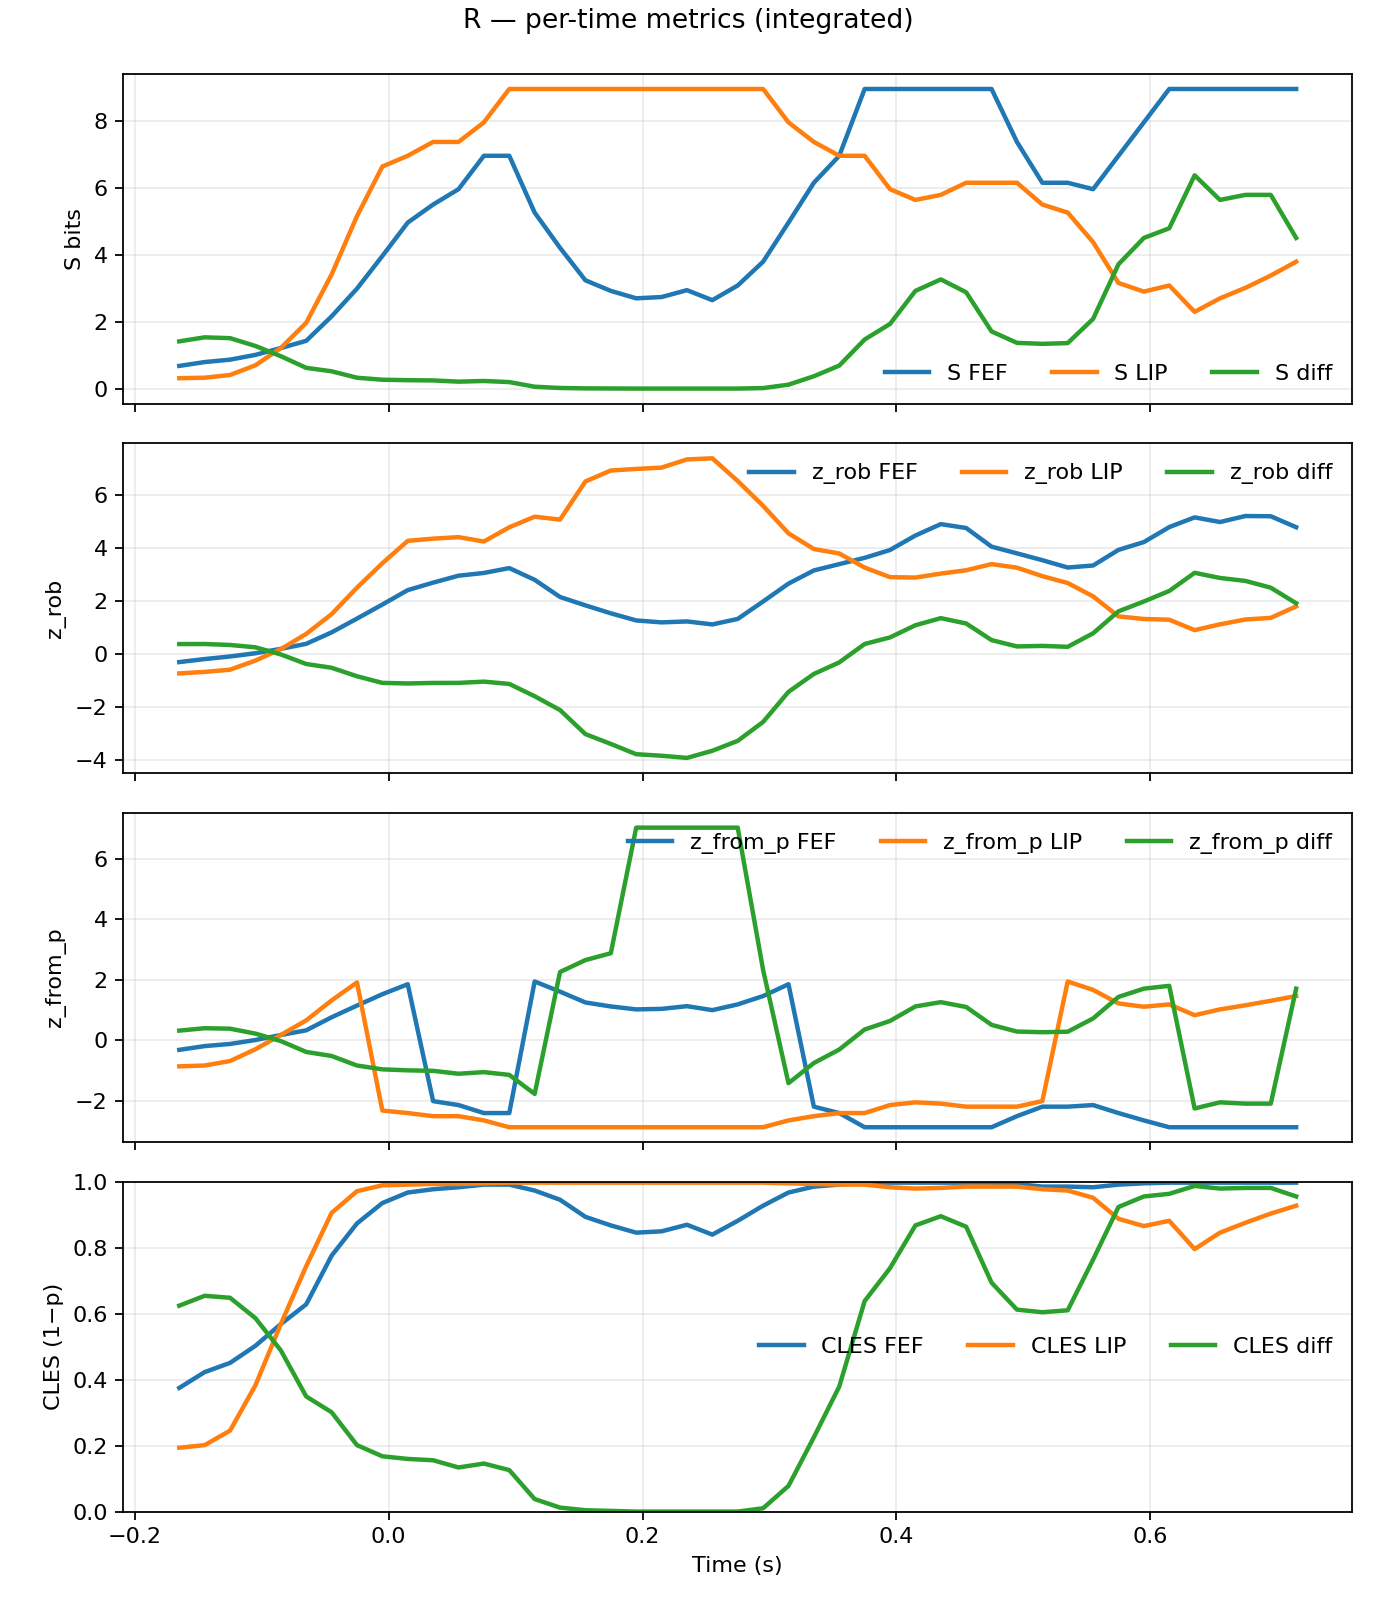 R — per-time metrics (integrated)
S bits
8
6
4
2
0
S FEF
S LIP
S diff
z_rob
6
4
2
0
−2
−4
z_rob FEF
z_rob LIP
z_rob diff
z_from_p
6
4
2
0
−2
z_from_p FEF
z_from_p LIP
z_from_p diff
CLES (1−p)
1.0
0.8
0.6
0.4
0.2
0.0
CLES FEF
CLES LIP
CLES diff
−0.2
0.0
0.2
0.4
0.6
Time (s)